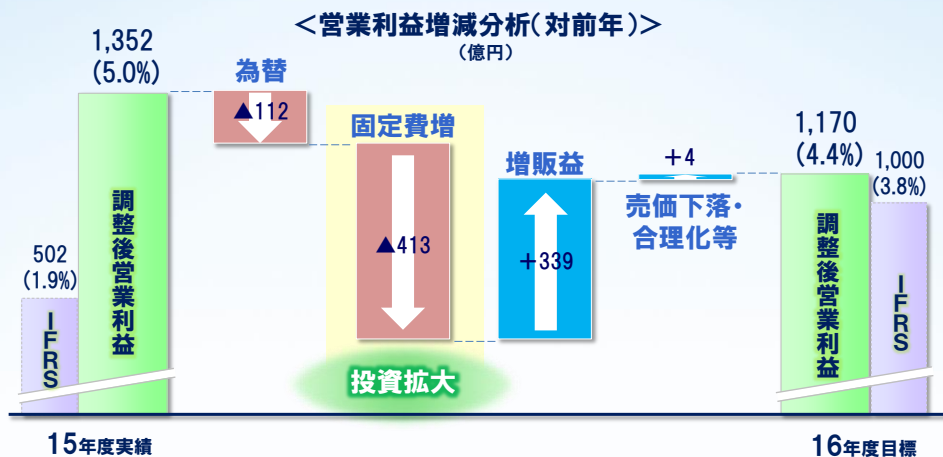 ＜営業利益増減分析(対前年)＞
(億円)
1,352
(5.0%)
為替
▲112
固定費増
▲413
増販益
＋339
＋4
売価下落・
合理化等
1,170
(4.4%)
1,000
(3.8%)
502
(1.9%)
IFRS
調整後営業利益
投資拡大
調整後営業利益
IFRS
15年度実績
16年度目標